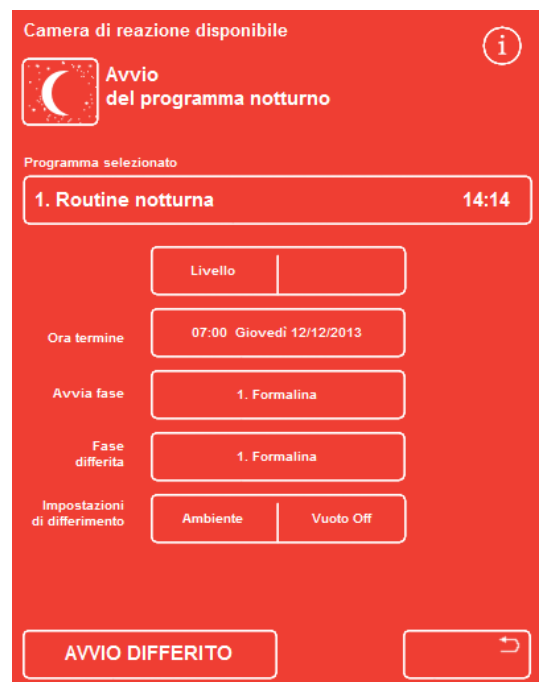 Camera di reazione disponibile
i
Avvio
del programma notturno
Programma selezionato
1. Routine notturna 14:14
Livello
Ora termine 07:00 Giovedì 12/12/2013
Avvia fase 1. Formalina
Fase
differita 1. Formalina
Impostazioni
di differimento Ambiente Vuoto Off
AVVIO DIFFERITO